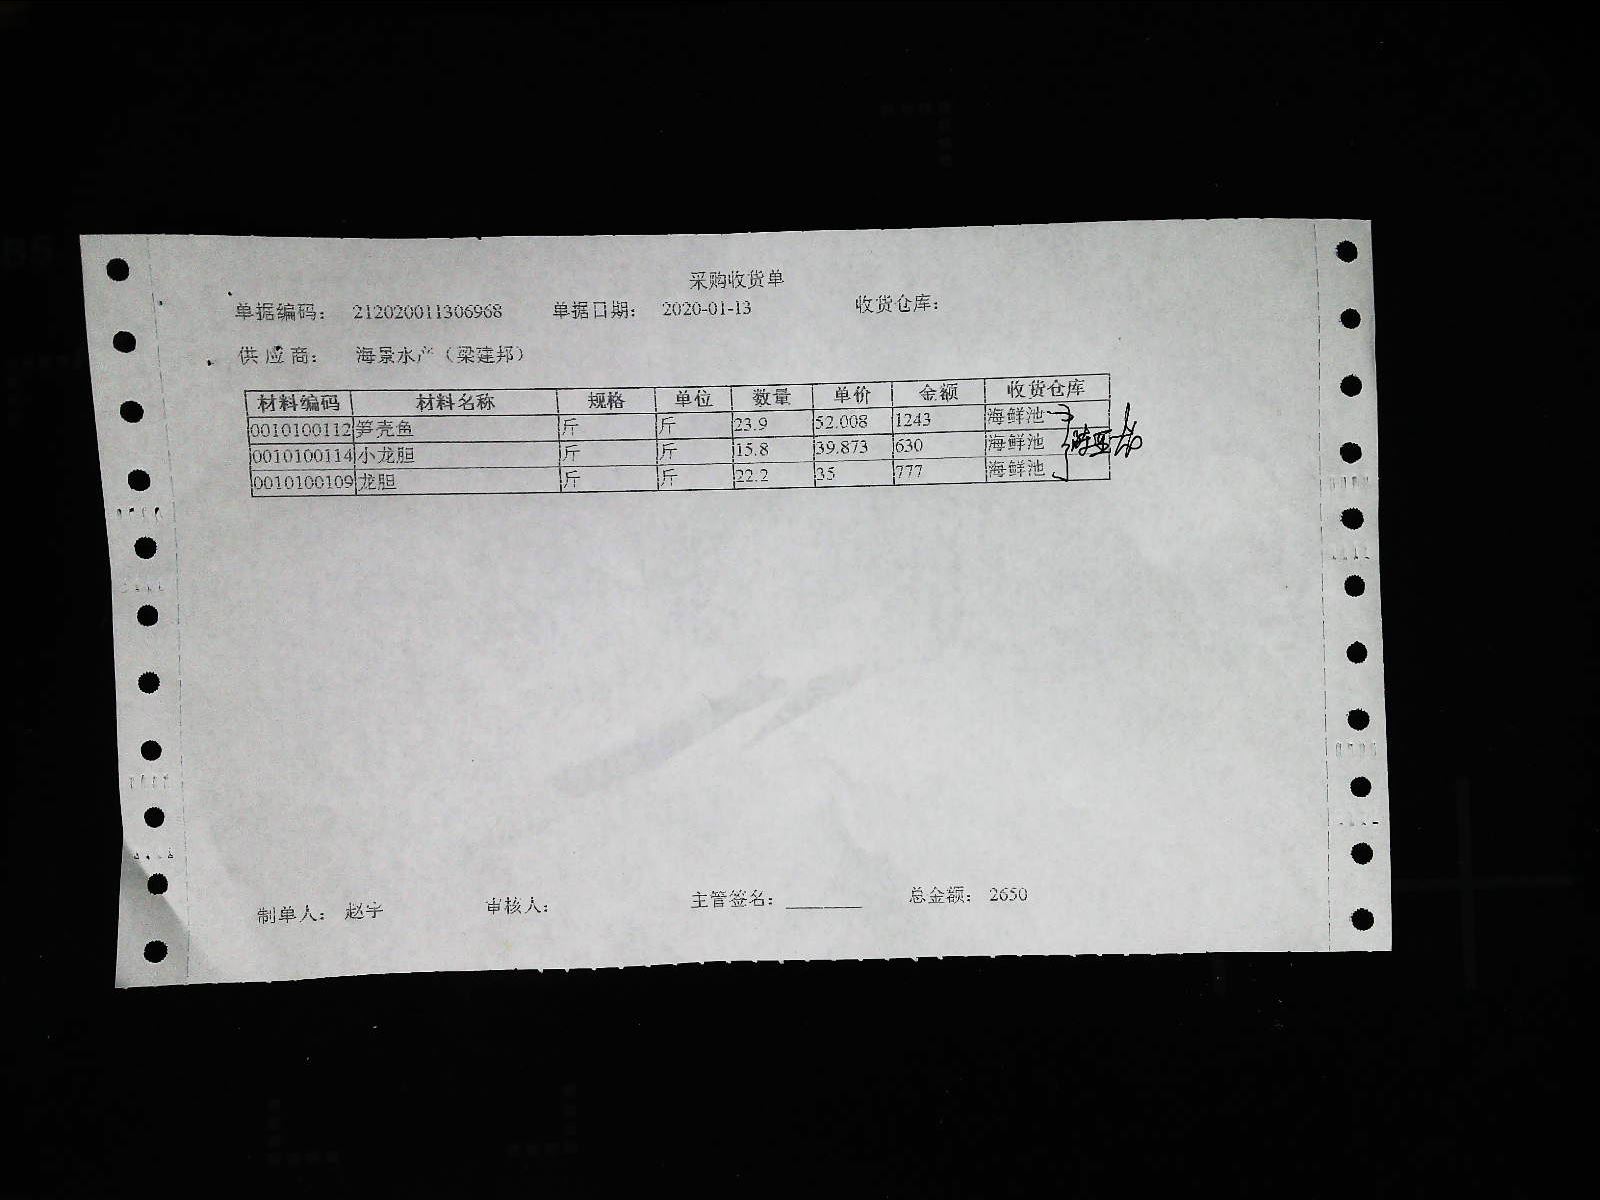 采购收货单
单据编码： 212020011306968 单据日期： 2020-01-13 收货仓库：
供应商： 海景水产（梁建邦）
材料编码 材料名称 规格 单位 数量 单价 金额 收货仓库
0010100112 笋壳鱼 斤 斤 23.9 52.008 1243 海鲜池
0010100114 小龙胆 斤 斤 15.8 39.873 630 海鲜池
0010100109 龙胆 斤 斤 22.2 35 777 海鲜池
制单人： 赵宇 审核人： 主管签名： 总金额： 2650